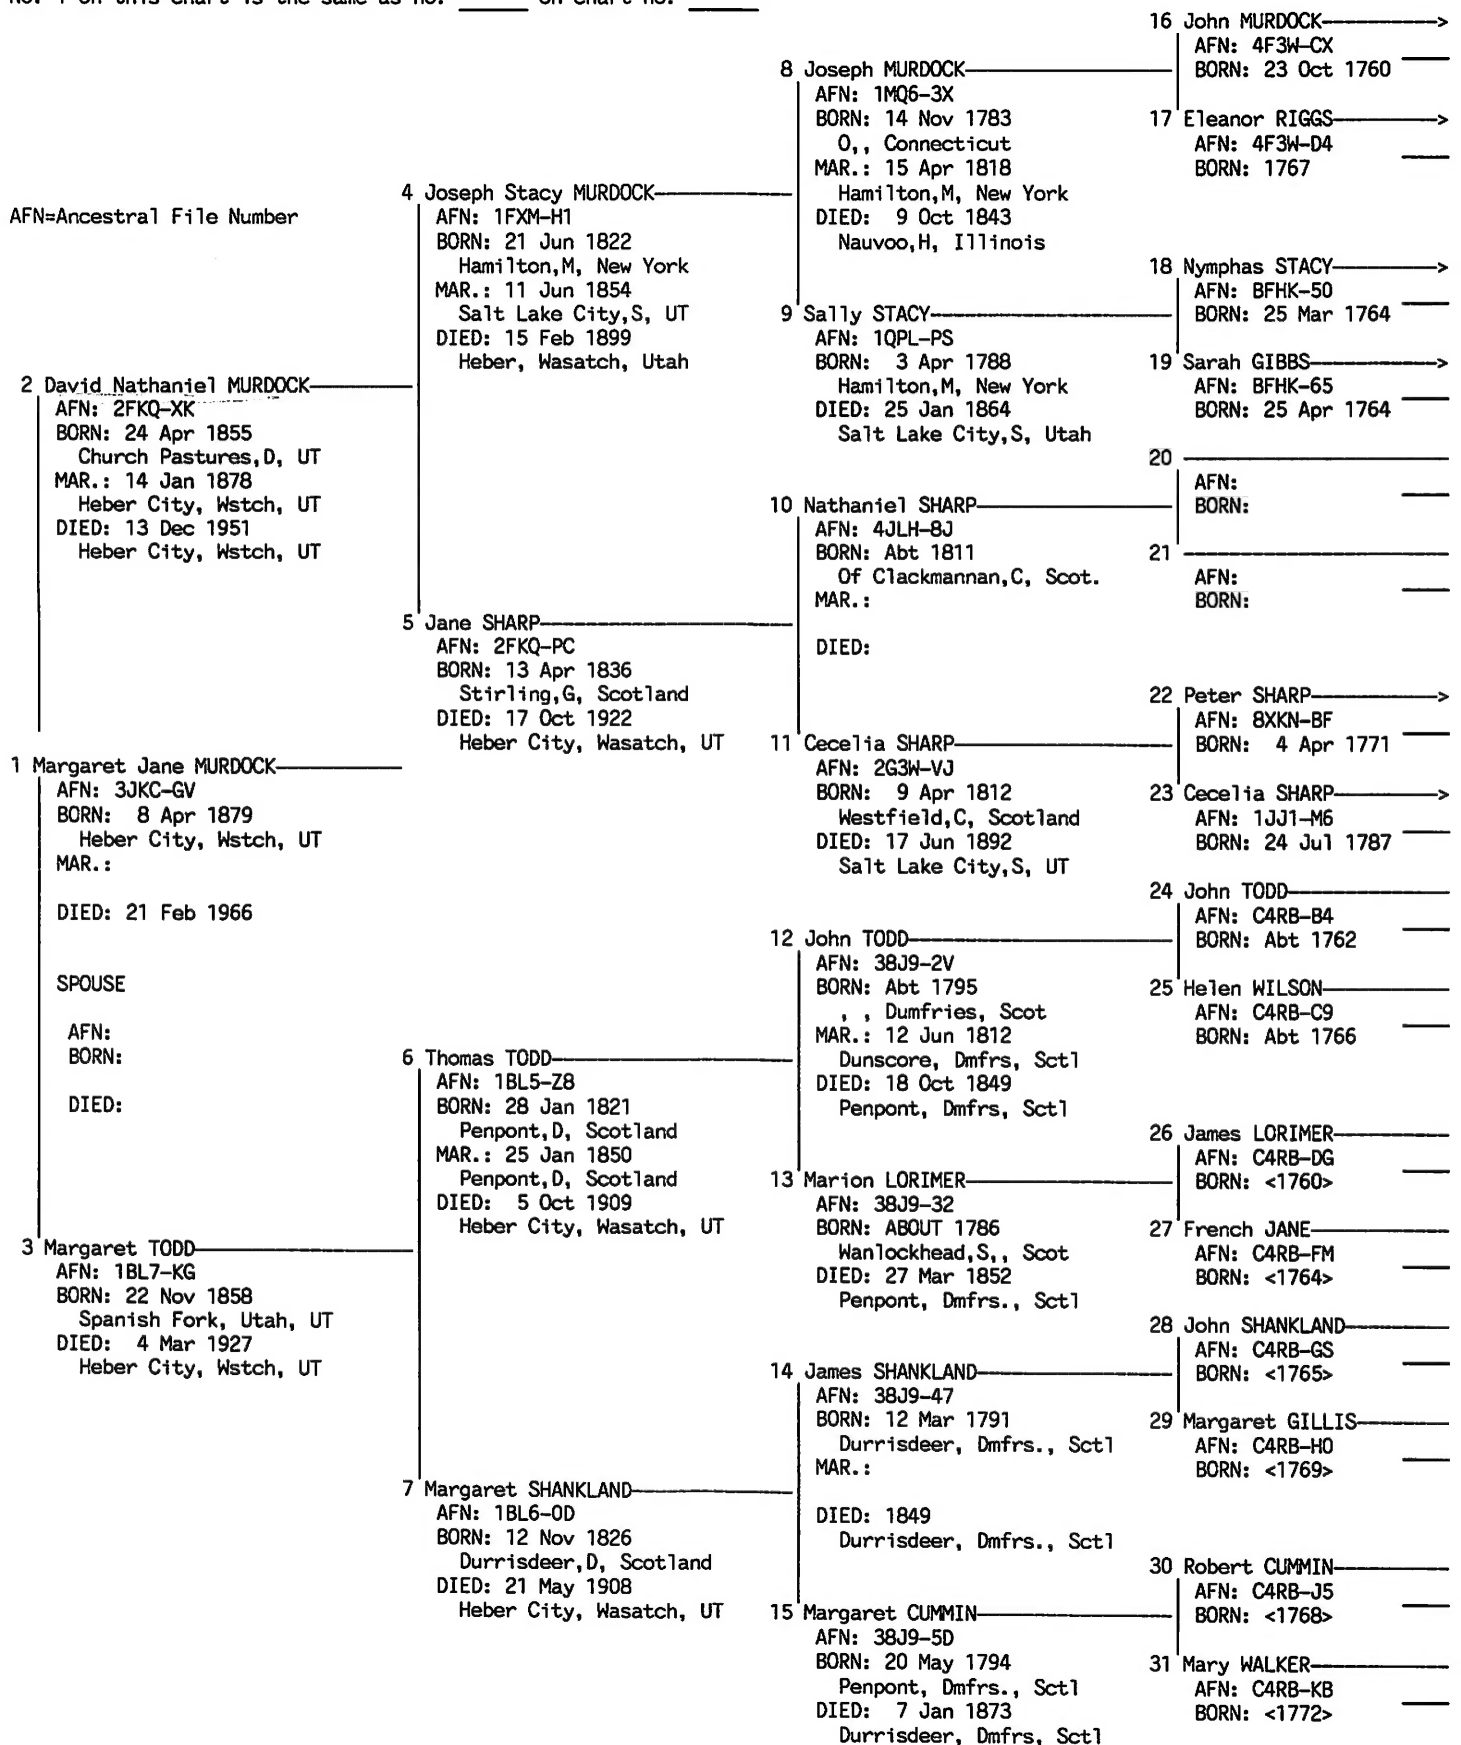 No. 1 on this chart is the same as no. ______ on chart no. ______
AFN=Ancestral File Number
2 David Nathaniel MURDOCK
AFN: 2FKQ-XK
BORN: 24 Apr 1855
Church Pastures,D, UT
MAR.: 14 Jan 1878
Heber City, Wstch, UT
DIED: 13 Dec 1951
Heber City, Wstch, UT
1 Margaret Jane MURDOCK
AFN: 3JKC-GV
BORN: 8 Apr 1879
Heber City, Wstch, UT
MAR.:
DIED: 21 Feb 1966
SPOUSE
AFN:
BORN:
DIED:
3 Margaret TODD
AFN: 1BL7-KG
BORN: 22 Nov 1858
Spanish Fork, Utah, UT
DIED: 4 Mar 1927
Heber City, Wstch, UT
4 Joseph Stacy MURDOCK
AFN: 1FXM-H1
BORN: 21 Jun 1822
Hamilton,M, New York
MAR.: 11 Jun 1854
Salt Lake City,S, UT
DIED: 15 Feb 1899
Heber, Wasatch, Utah
5 Jane SHARP
AFN: 2FKQ-PC
BORN: 13 Apr 1836
Stirling,G, Scotland
DIED: 17 Oct 1922
Heber City, Wasatch, UT
6 Thomas TODD
AFN: 1BL5-Z8
BORN: 28 Jan 1821
Penpont,D, Scotland
MAR.: 25 Jan 1850
Penpont,D, Scotland
DIED: 5 Oct 1909
Heber City, Wasatch, UT
7 Margaret SHANKLAND
AFN: 1BL6-0D
BORN: 12 Nov 1826
Durrisdeer,D, Scotland
DIED: 21 May 1908
Heber City, Wasatch, UT
8 Joseph MURDOCK
AFN: 1MQ6-3X
BORN: 14 Nov 1783
O,, Connecticut
MAR.: 15 Apr 1818
Hamilton,M, New York
DIED: 9 Oct 1843
Nauvoo,H, Illinois
9 Sally STACY
AFN: 1QPL-PS
BORN: 3 Apr 1788
Hamilton,M, New York
DIED: 25 Jan 1864
Salt Lake City,S, Utah
10 Nathaniel SHARP
AFN: 4JLH-8J
BORN: Abt 1811
Of Clackmannan,C, Scot.
MAR.:
DIED:
11 Cecelia SHARP
AFN: 2G3W-VJ
BORN: 9 Apr 1812
Westfield,C, Scotland
DIED: 17 Jun 1892
Salt Lake City,S, UT
12 John TODD
AFN: 38J9-2V
BORN: Abt 1795
, , Dumfries, Scot
MAR.: 12 Jun 1812
Dunscore, Dmfrs, Sctl
DIED: 18 Oct 1849
Penpont, Dmfrs, Sctl
13 Marion LORIMER
AFN: 38J9-32
BORN: ABOUT 1786
Wanlockhead,S,, Scot
DIED: 27 Mar 1852
Penpont, Dmfrs., Sctl
14 James SHANKLAND
AFN: 38J9-47
BORN: 12 Mar 1791
Durrisdeer, Dmfrs., Sctl
MAR.:
DIED: 1849
Durrisdeer, Dmfrs., Sctl
15 Margaret CUMMIN
AFN: 38J9-5D
BORN: 20 May 1794
Penpont, Dmfrs., Sctl
DIED: 7 Jan 1873
Durrisdeer, Dmfrs, Sctl
16 John MURDOCK>
AFN: 4F3W-CX
BORN: 23 Oct 1760
17 Eleanor RIGGS>
AFN: 4F3W-D4
BORN: 1767
18 Nymphas STACY>
AFN: BFHK-50
BORN: 25 Mar 1764
19 Sarah GIBBS>
AFN: BFHK-65
BORN: 25 Apr 1764
20
AFN:
BORN:
21
AFN:
BORN:
22 Peter SHARP>
AFN: 8XKN-BF
BORN: 4 Apr 1771
23 Cecelia SHARP>
AFN: 1JJ1-M6
BORN: 24 Jul 1787
24 John TODD
AFN: C4RB-B4
BORN: Abt 1762
25 Helen WILSON
AFN: C4RB-C9
BORN: Abt 1766
26 James LORIMER
AFN: C4RB-DG
BORN: <1760>
27 French JANE
AFN: C4RB-FM
BORN: <1764>
28 John SHANKLAND
AFN: C4RB-GS
BORN: <1765>
29 Margaret GILLIS
AFN: C4RB-H0
BORN: <1769>
30 Robert CUMMIN
AFN: C4RB-J5
BORN: <1768>
31 Mary WALKER
AFN: C4RB-KB
BORN: <1772>